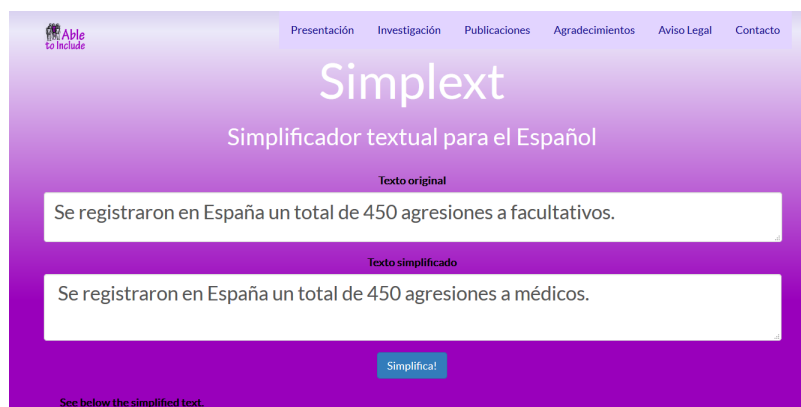 Able
to Include
Presentación Investigación Publicaciones Agradecimientos Aviso Legal Contacto
Simplext
Simplificador textual para el Español
Texto original
Se registraron en España un total de 450 agresiones a facultativos.
Texto simplificado
Se registraron en España un total de 450 agresiones a médicos.
Simplifica!
See below the simplified text.